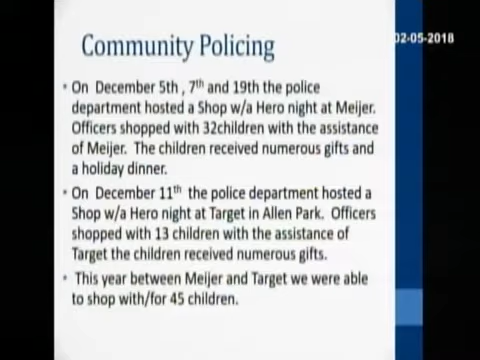 Community Policing
02-05-2018
• On December 5th , 7th and 19th the police
department hosted a Shop w/a Hero night at Meijer.
Officers shopped with 32children with the assistance
of Meijer. The children received numerous gifts and
a holiday dinner.
• On December 11th the police department hosted a
Shop w/a Hero night at Target in Allen Park. Officers
shopped with 13 children with the assistance of
Target the children received numerous gifts.
• This year between Meijer and Target we were able
to shop with/for 45 children.